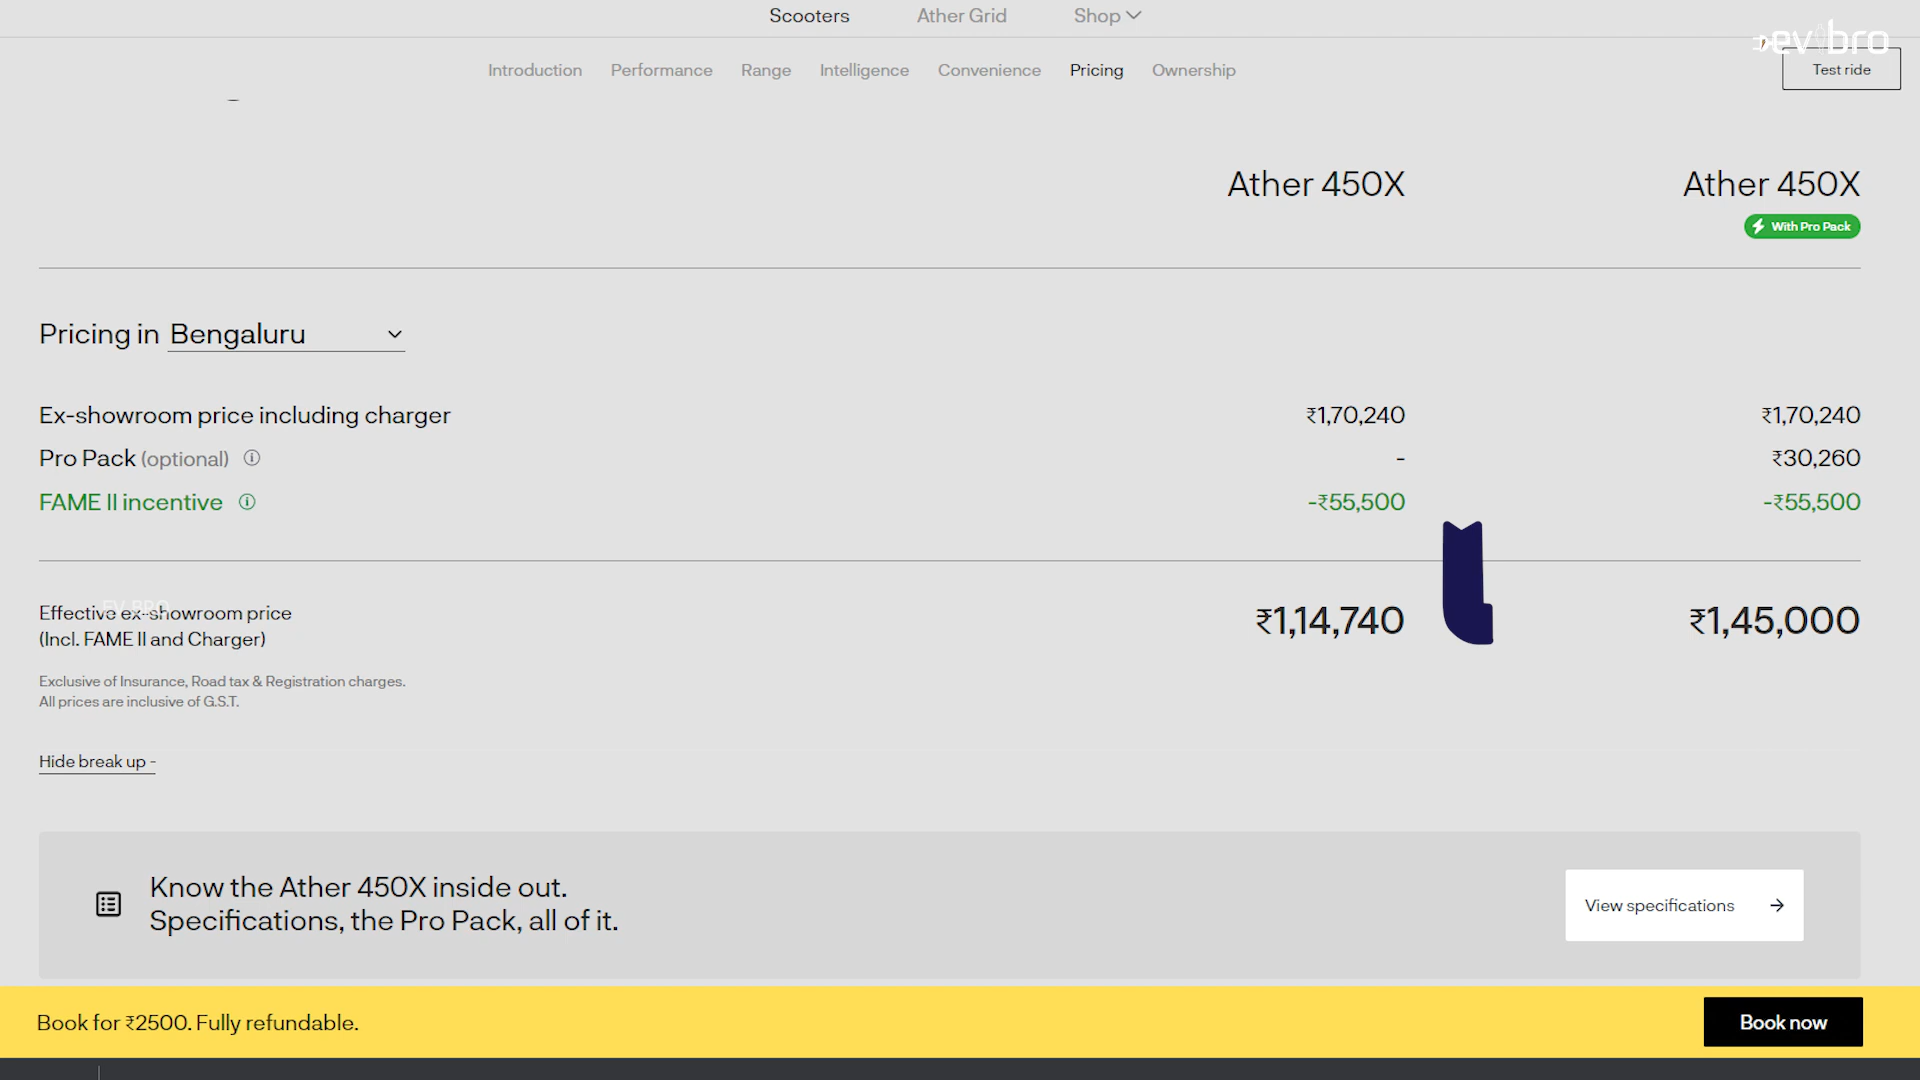 Scooters Ather Grid Shop
evbro
Introduction Performance Range Intelligence Convenience Pricing Ownership
Test ride
Ather 450X Ather 450X
With Pro Pack
Pricing in Bengaluru
Ex-showroom price including charger ₹1,70,240 ₹1,70,240
Pro Pack (optional) - ₹30,260
FAME II incentive -₹55,500 -₹55,500
EV BRO
Effective ex-showroom price
(Incl. FAME II and Charger)
₹1,14,740 ₹1,45,000
Exclusive of Insurance, Road tax & Registration charges.
All prices are inclusive of G.S.T.
Hide break up -
Know the Ather 450X inside out.
Specifications, the Pro Pack, all of it.
View specifications
Book for ₹2500. Fully refundable.
Book now